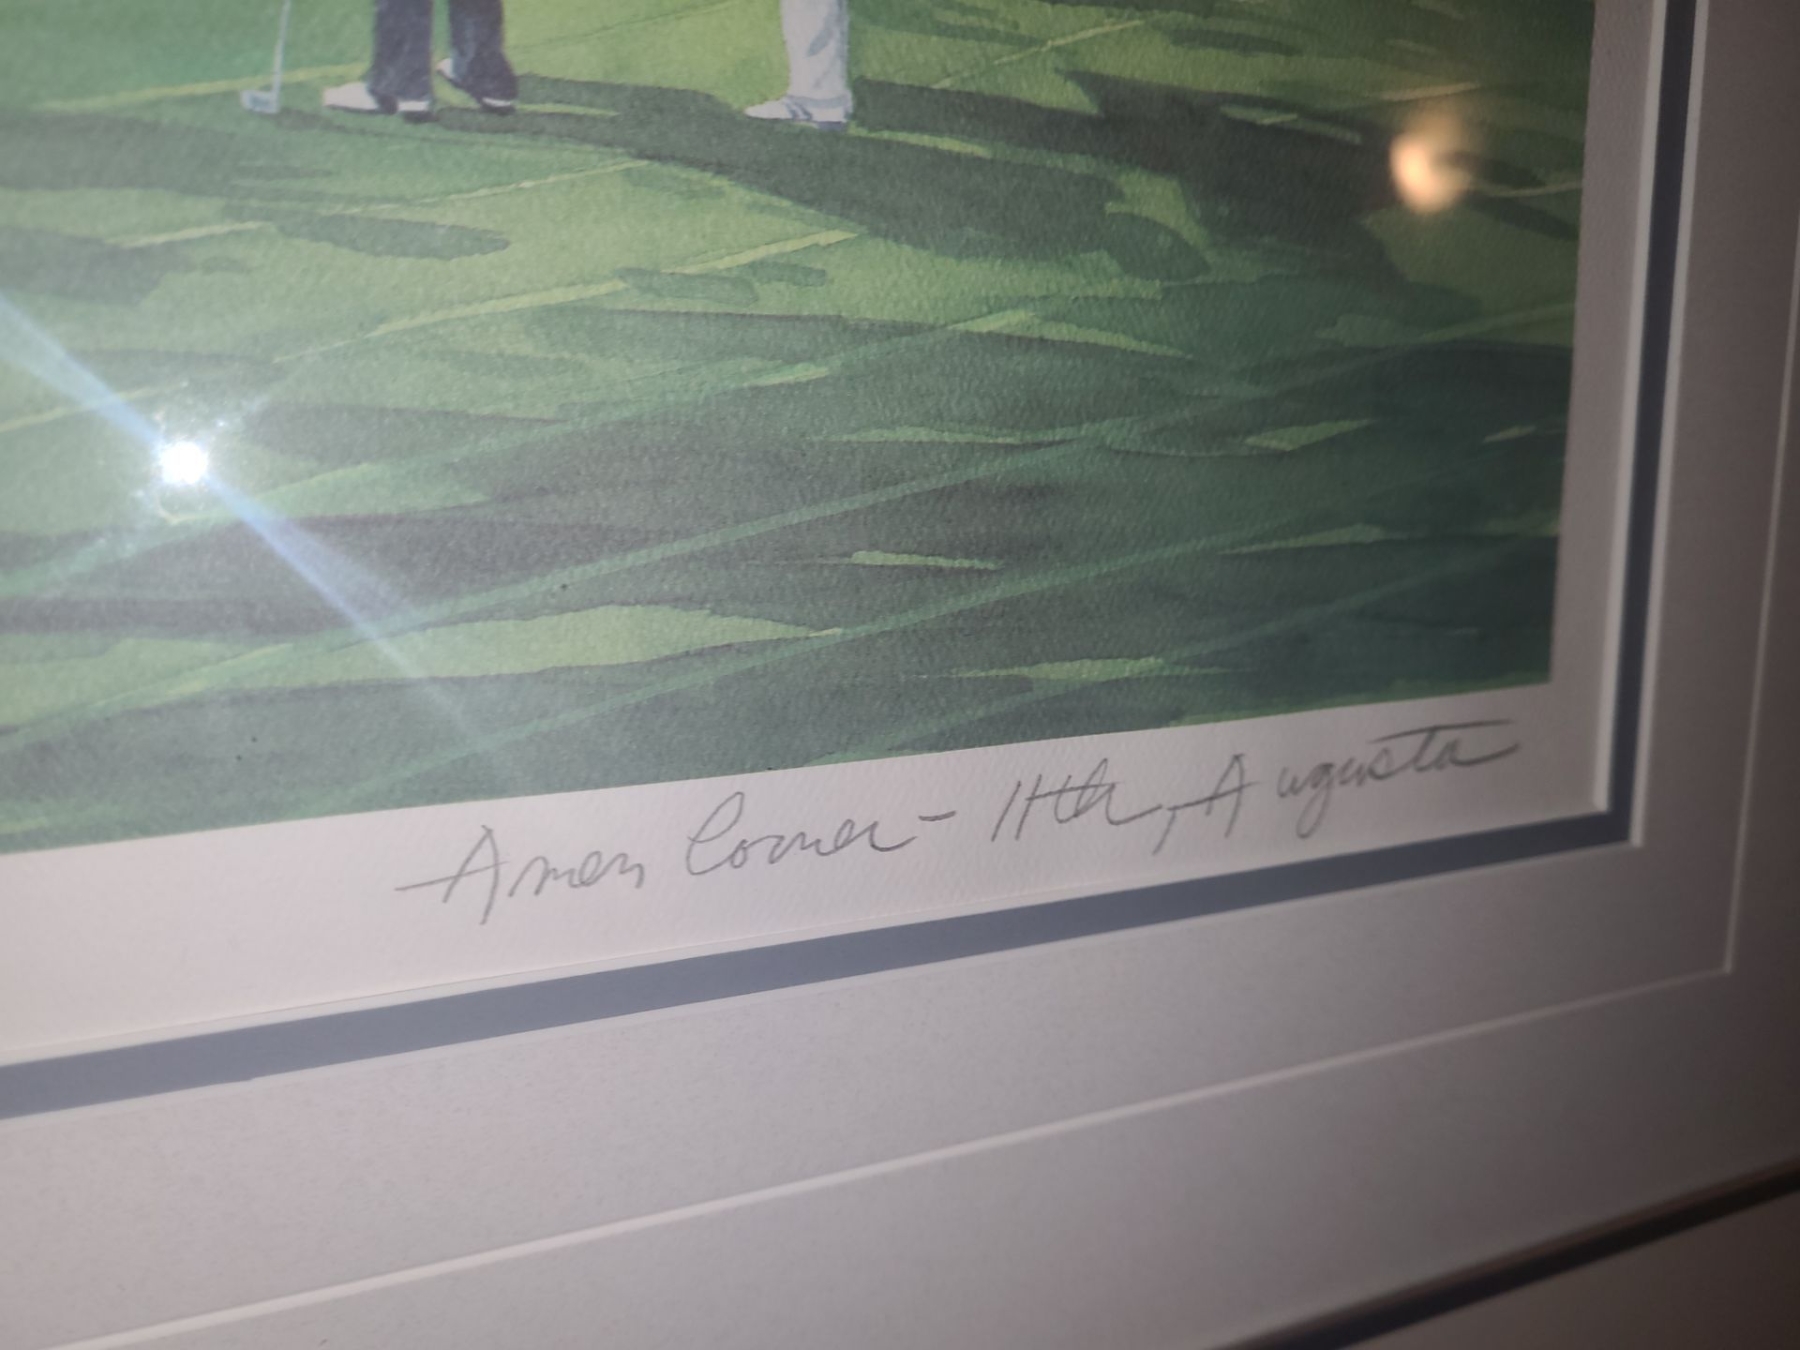 Amen Corner - 11th, Augusta